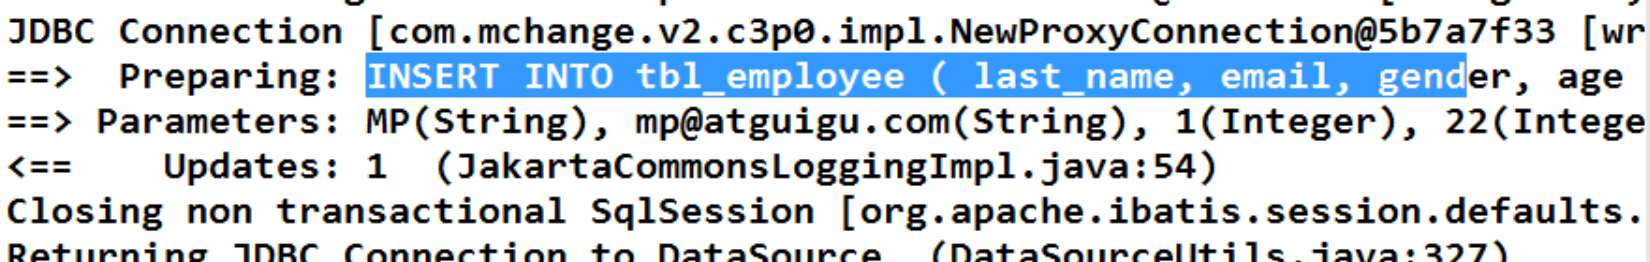 JDBC Connection [com.mchange.v2.c3p0.impl.NewProxyConnection@5b7a7f33 [wr
==>  Preparing: INSERT INTO tbl_employee ( last_name, email, gender, age
==> Parameters: MP(String), mp@atguigu.com(String), 1(Integer), 22(Intege
<==    Updates: 1  (JakartaCommonsLoggingImpl.java:54)
Closing non transactional SqlSession [org.apache.ibatis.session.defaults.
Returning JDBC Connection to DataSource  (DataSourceUtils.java:327)